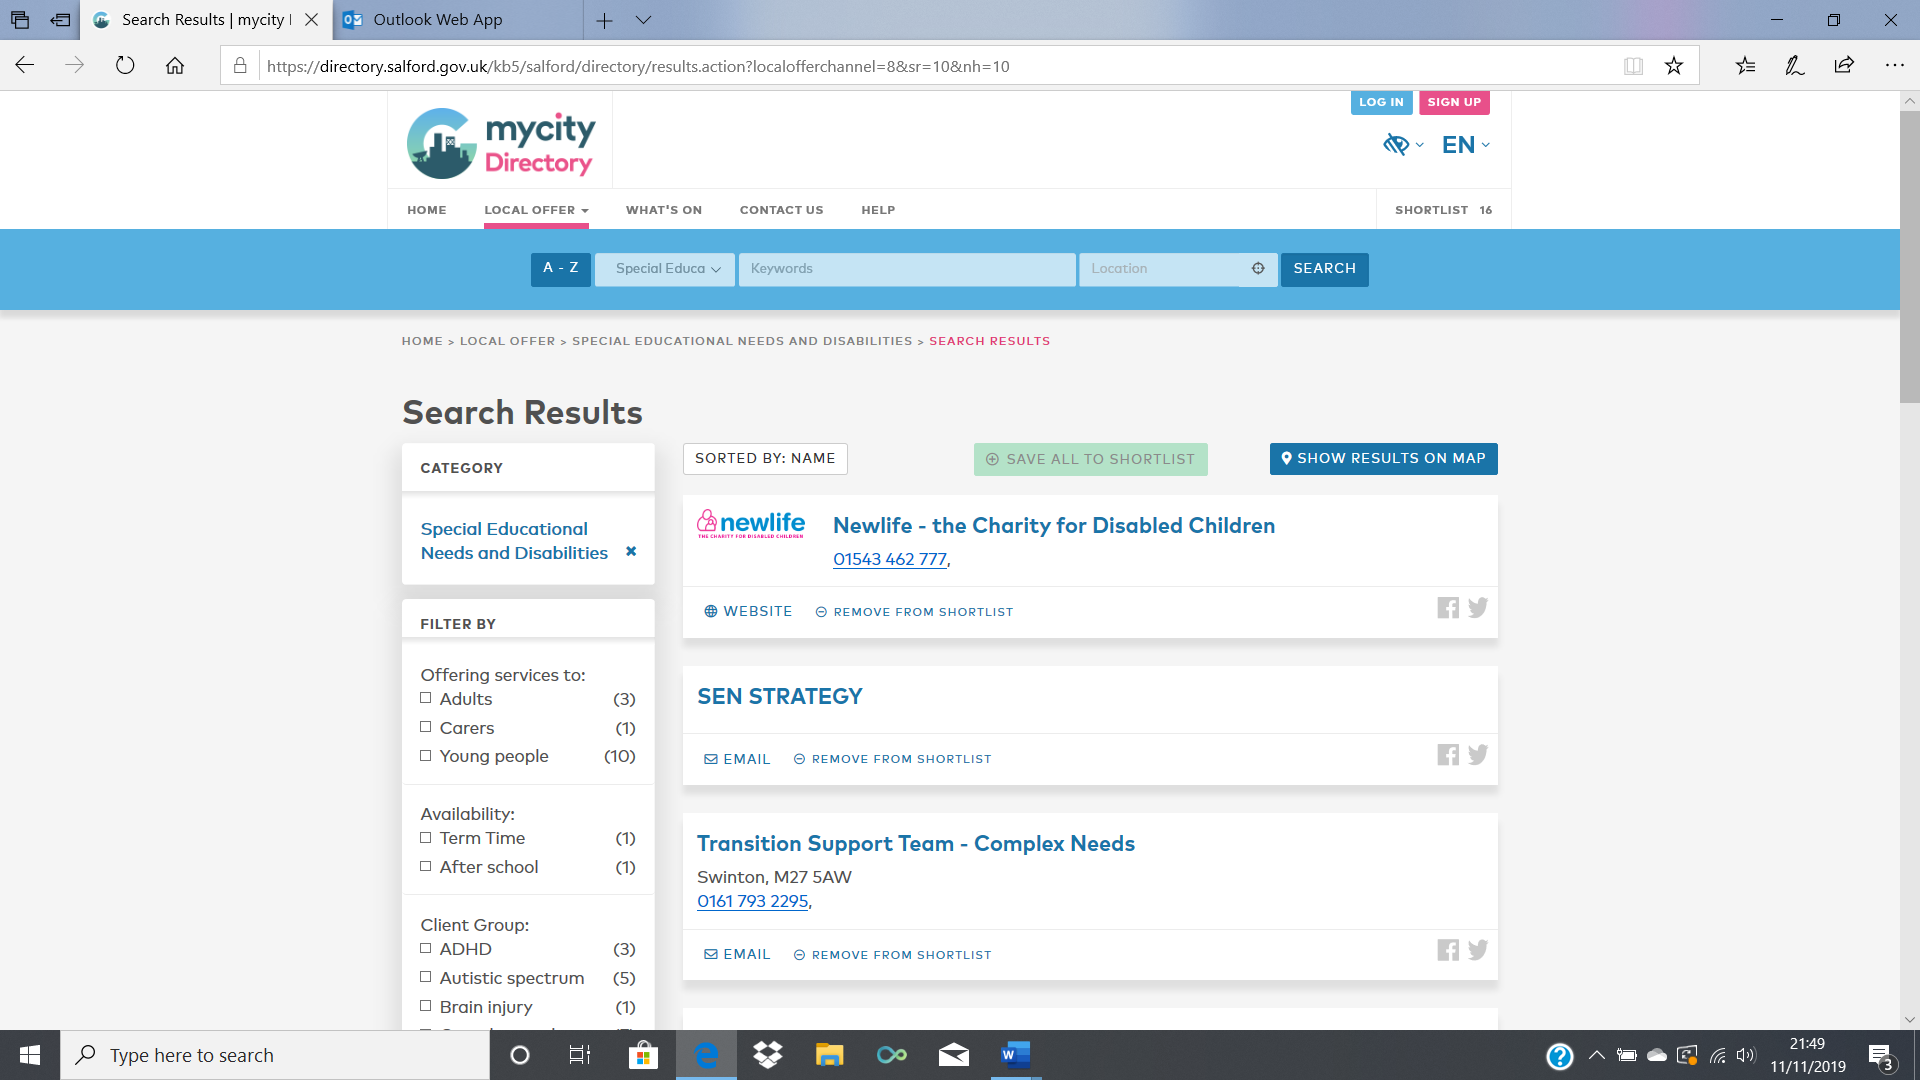 Search Results | mycity
Outlook Web App
https://directory.salford.gov.uk/kb5/salford/directory/results.action?localofferchannel=8&sr=10&nh=10
LOG IN
SIGN UP
mycity
Directory
EN
HOME
LOCAL OFFER
WHAT'S ON
CONTACT US
HELP
SHORTLIST 16
A - Z
Special Educa
Keywords
Location
SEARCH
HOME > LOCAL OFFER > SPECIAL EDUCATIONAL NEEDS AND DISABILITIES > SEARCH RESULTS
Search Results
CATEGORY
Special Educational
Needs and Disabilities
FILTER BY
Offering services to:
Adults (3)
Carers (1)
Young people (10)
Availability:
Term Time (1)
After school (1)
Client Group:
ADHD (3)
Autistic spectrum (5)
Brain injury (1)
SORTED BY: NAME
SAVE ALL TO SHORTLIST
SHOW RESULTS ON MAP
newlife
THE CHARITY FOR DISABLED CHILDREN
Newlife - the Charity for Disabled Children
01543 462 777,
WEBSITE
REMOVE FROM SHORTLIST
SEN STRATEGY
EMAIL
REMOVE FROM SHORTLIST
Transition Support Team - Complex Needs
Swinton, M27 5AW
0161 793 2295,
EMAIL
REMOVE FROM SHORTLIST
Type here to search
21:49
11/11/2019
3